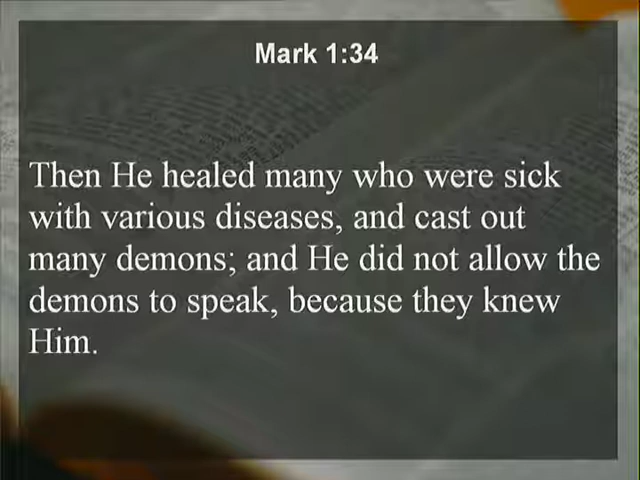 Mark 1:34
Then He healed many who were sick
with various diseases, and cast out
many demons; and He did not allow the
demons to speak, because they knew
Him.